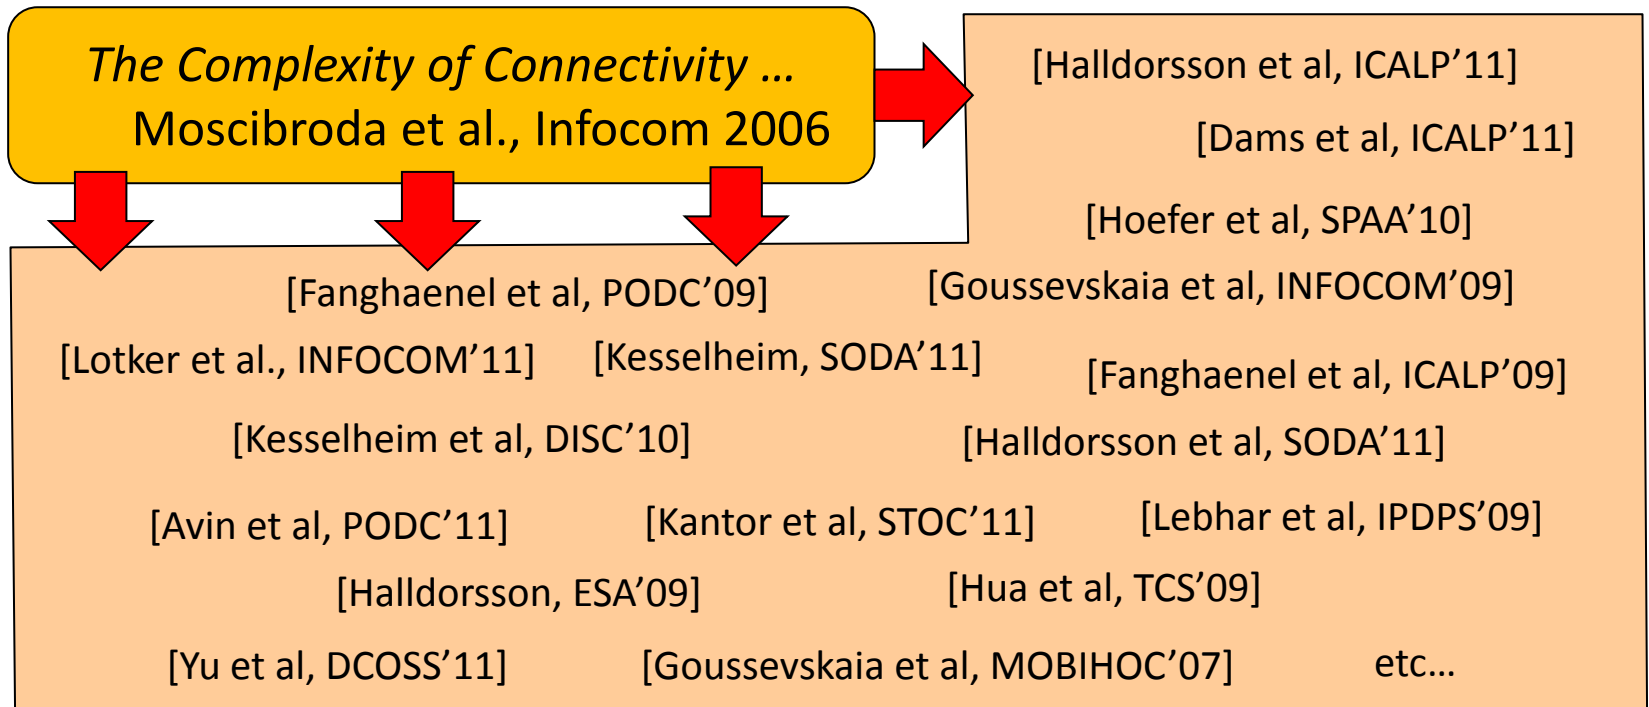 The Complexity of Connectivity …
Moscibroda et al., Infocom 2006
[Halldorsson et al, ICALP’11]
[Dams et al, ICALP’11]
[Hoefer et al, SPAA’10]
[Fanghaenel et al, PODC’09]
[Goussevskaia et al, INFOCOM’09]
[Lotker et al., INFOCOM’11]
[Kesselheim, SODA’11]
[Fanghaenel et al, ICALP’09]
[Kesselheim et al, DISC’10]
[Halldorsson et al, SODA’11]
[Avin et al, PODC’11]
[Kantor et al, STOC’11]
[Lebhar et al, IPDPS’09]
[Halldorsson, ESA’09]
[Hua et al, TCS’09]
[Yu et al, DCOSS’11]
[Goussevskaia et al, MOBIHOC’07]
etc…